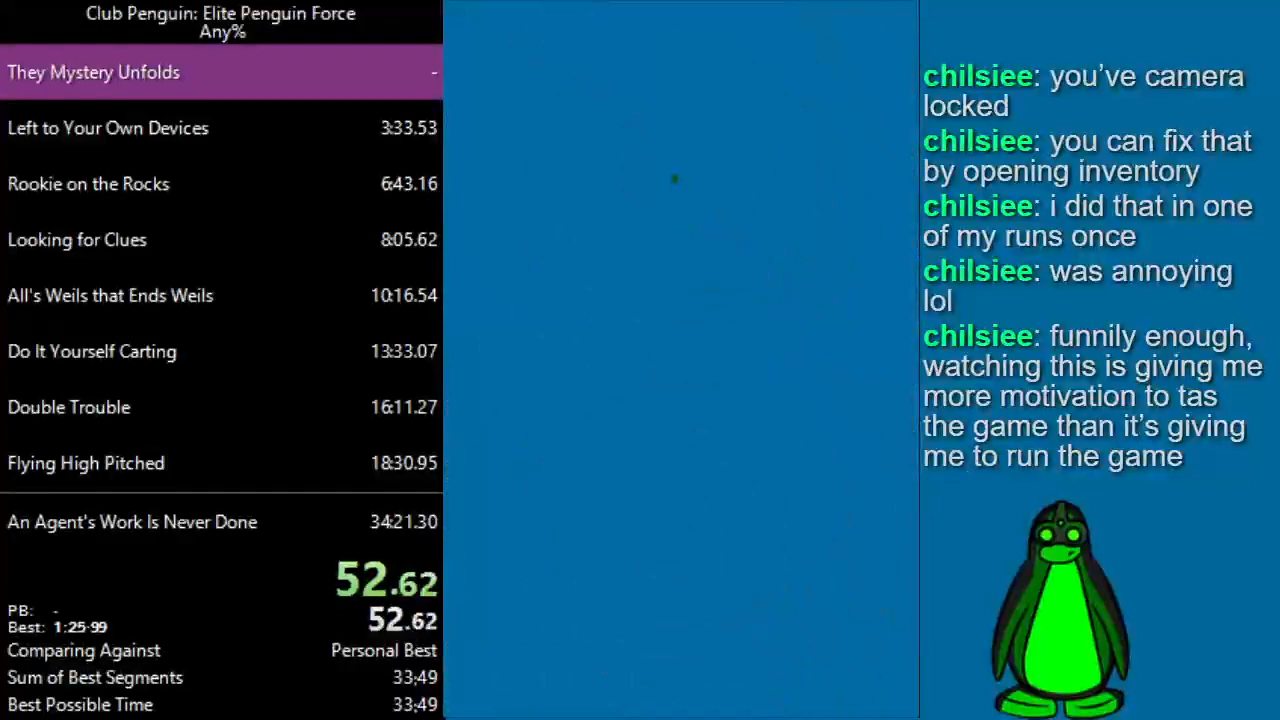 Club Penguin: Elite Penguin Force
Any%
They Mystery Unfolds -
Left to Your Own Devices 3:33.53
Rookie on the Rocks 6:43.16
Looking for Clues 8:05.62
All's Weils that Ends Weils 10:16.54
Do It Yourself Carting 13:33.07
Double Trouble 16:11.27
Flying High Pitched 18:30.95
An Agent's Work Is Never Done 34:21.30
52.62
PB: - 52.62
Best: 1:25.99
Comparing Against Personal Best
Sum of Best Segments 33:49
Best Possible Time 33:49
chilsiee: you’ve camera
locked
chilsiee: you can fix that
by opening inventory
chilsiee: i did that in one
of my runs once
chilsiee: was annoying
lol
chilsiee: funnily enough,
watching this is giving me
more motivation to tas
the game than it’s giving
me to run the game